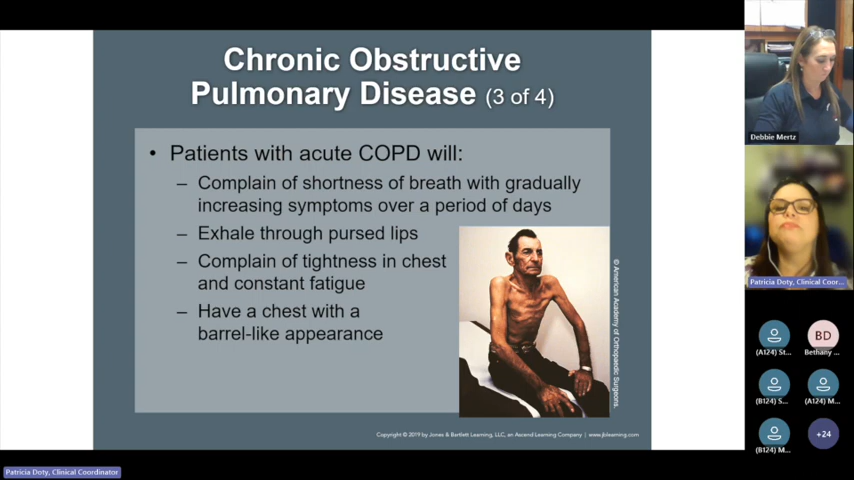 Chronic Obstructive
Pulmonary Disease (3 of 4)
• Patients with acute COPD will:
– Complain of shortness of breath with gradually
increasing symptoms over a period of days
– Exhale through pursed lips
– Complain of tightness in chest
and constant fatigue
– Have a chest with a
barrel-like appearance
© American Academy of Orthopaedic Surgeons.
Copyright © 2019 by Jones & Bartlett Learning, LLC, an Ascend Learning Company | www.jblearning.com
Patricia Doty, Clinical Coordinator
Debbie Mertz
Patricia Doty, Clinical Coor...
BD
(A124) St...
Bethany ...
(B124) S...
(A124) M...
+24
(B124) M...